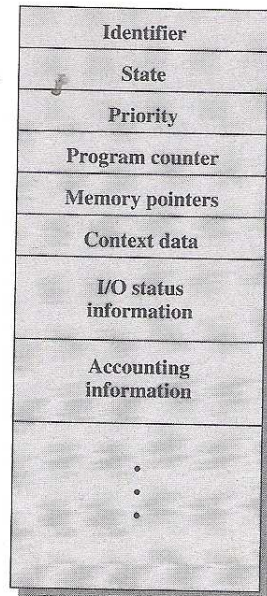 Identifier
State
Priority
Program counter
Memory pointers
Context data
I/O status
information
Accounting
information